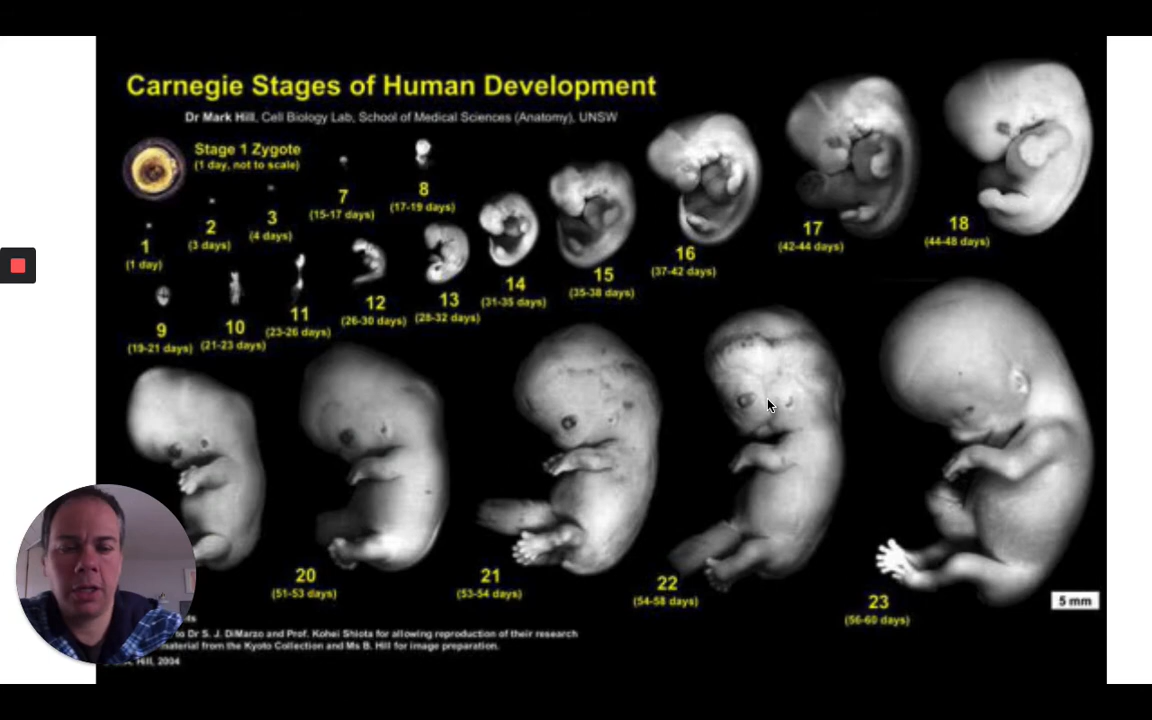 Carnegie Stages of Human Development
Dr Mark Hill, Cell Biology Lab, School of Medical Sciences (Anatomy), UNSW
Stage 1 Zygote
(1 day, not to scale)
1
(1 day)
2
(3 days)
3
(4 days)
7
(15-17 days)
8
(17-19 days)
9
(19-21 days)
10
(21-23 days)
11
(23-26 days)
12
(26-30 days)
13
(28-32 days)
14
(31-35 days)
15
(35-38 days)
16
(37-42 days)
17
(42-44 days)
18
(44-48 days)
20
(51-53 days)
21
(53-54 days)
22
(54-58 days)
23
(56-60 days)
5 mm
to Dr S. J. DiMarzo and Prof. Kohei Shiota for allowing reproduction of their research
material from the Kyoto Collection and Ms B. Hill for image preparation.
Hill, 2004